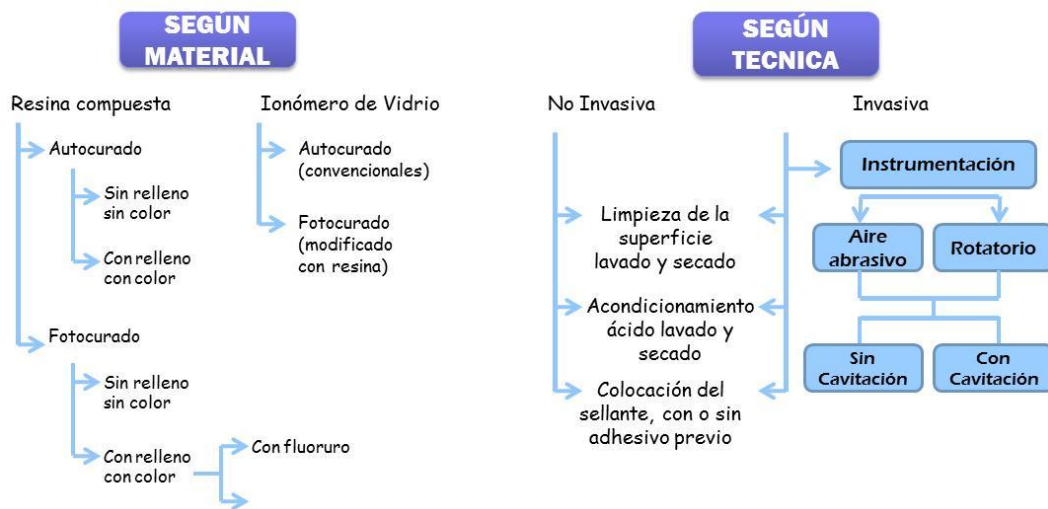 SEGÚN
MATERIAL
Resina compuesta
Autocurado
Sin relleno
sin color
Con relleno
con color
Fotocurado
Sin relleno
sin color
Con relleno
con color
Con fluoruro
Ionómero de Vidrio
Autocurado
(convencionales)
Fotocurado
(modificado
con resina)
SEGÚN
TECNICA
No Invasiva
Invasiva
Limpieza de la
superficie
lavado y secado
Acondicionamiento
ácido lavado y
secado
Colocación del
sellante, con o sin
adhesivo previo
Instrumentación
Aire
abrasivo
Rotatorio
Sin
Cavitación
Con
Cavitación